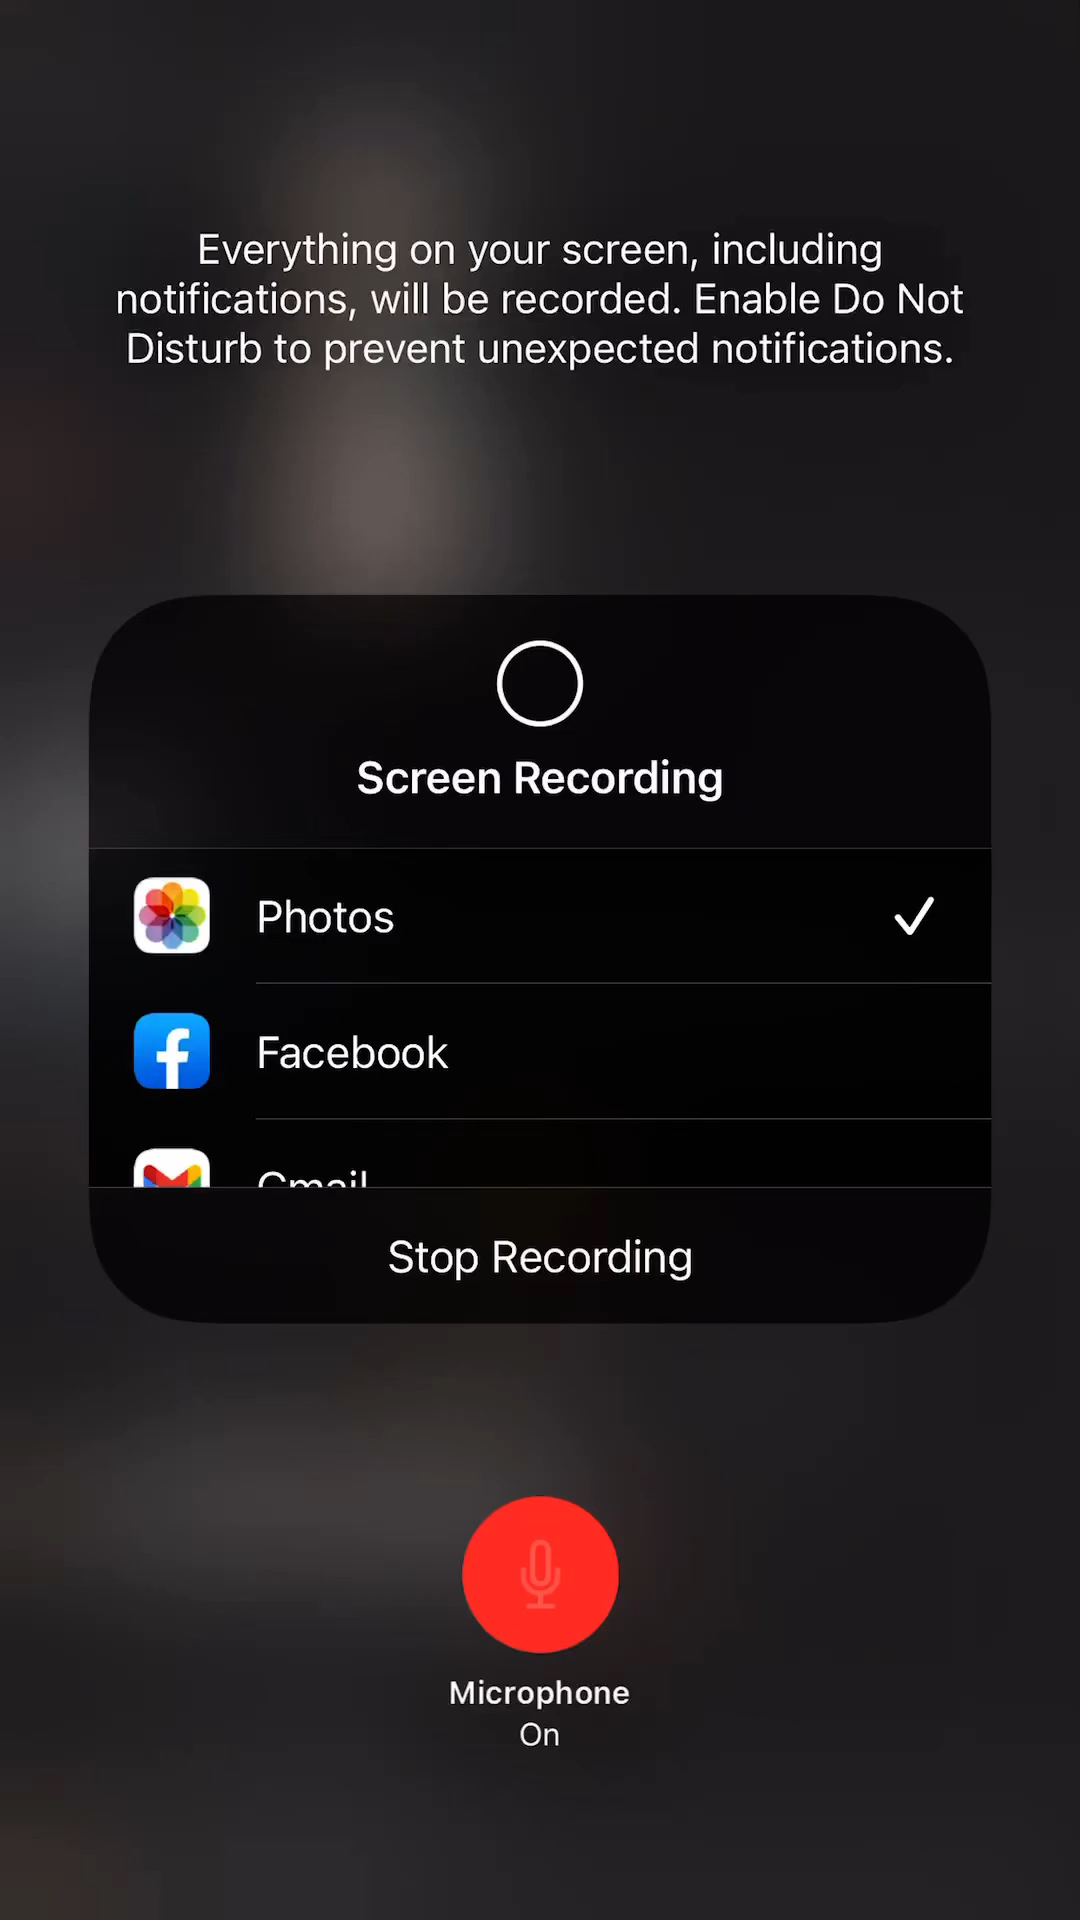 Everything on your screen, including
notifications, will be recorded. Enable Do Not
Disturb to prevent unexpected notifications.
Screen Recording
Photos
Facebook
Gmail
Stop Recording
Microphone
On